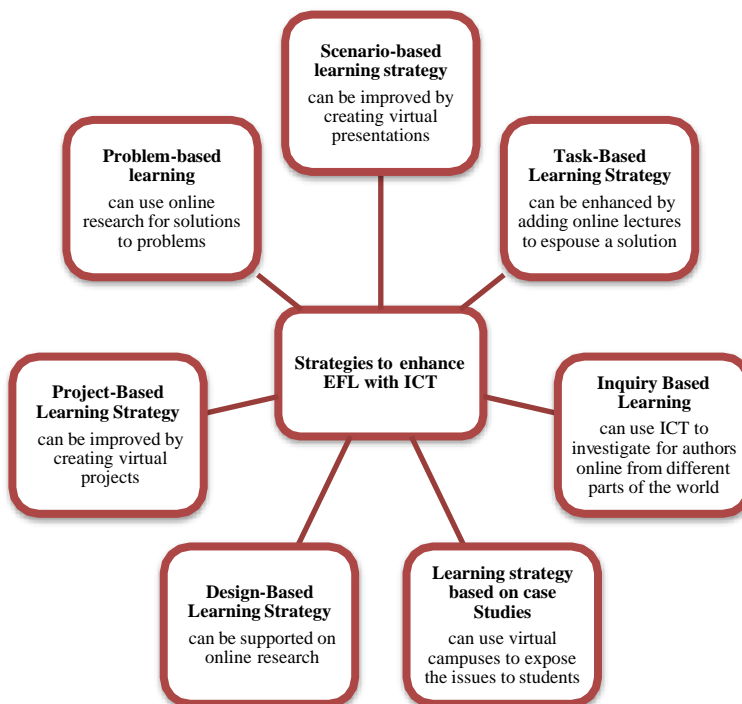 Scenario-based
learning strategy
can be improved by
creating virtual
presentations
Problem-based
learning
can use online
research for solutions
to problems
Task-Based
Learning Strategy
can be enhanced by
adding online lectures
to espouse a solution
Strategies to enhance
EFL with ICT
Project-Based
Learning Strategy
can be improved by
creating virtual
projects
Inquiry Based
Learning
can use ICT to
investigate for authors
online from different
parts of the world
Design-Based
Learning Strategy
can be supported on
online research
Learning strategy
based on case
Studies
can use virtual
campuses to expose
the issues to students